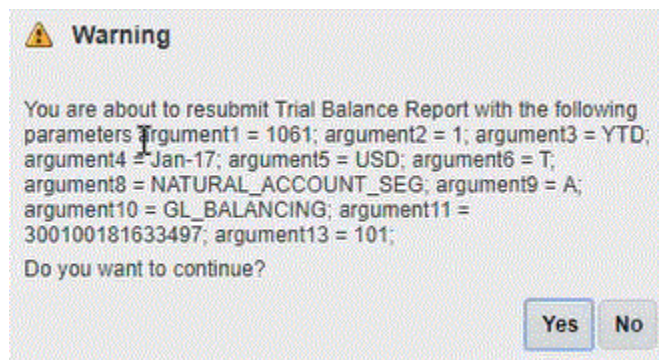 Warning
You are about to resubmit Trial Balance Report with the following
parameters argument1 = 1061; argument2 = 1; argument3 = YTD;
argument4 = Jan-17; argument5 = USD; argument6 = T;
argument8 = NATURAL_ACCOUNT_SEG; argument9 = A;
argument10 = GL_BALANCING; argument11 =
300100181633497; argument13 = 101;
Do you want to continue?
Yes No